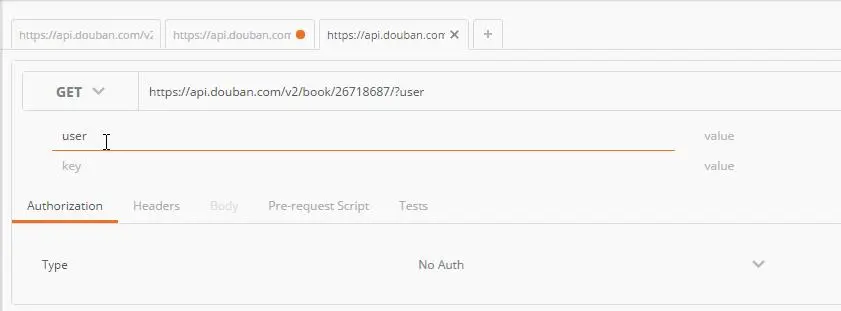 https://api.douban.com/v2 https://api.douban.com https://api.douban.com
GET https://api.douban.com/v2/book/26718687/?user
user value
key value
Authorization Headers Body Pre-request Script Tests
Type No Auth